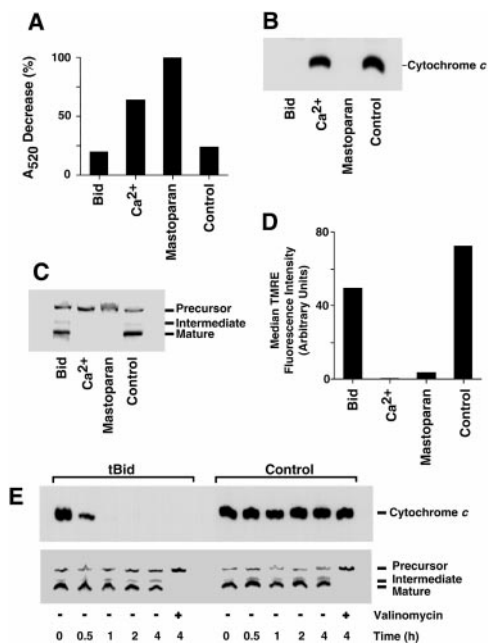 A
A520 Decrease (%)
100
50
0
Bid
Ca2+
Mastoparan
Control
B
Cytochrome c
Bid
Ca2+
Mastoparan
Control
C
Precursor
Intermediate
Mature
Bid
Ca2+
Mastoparan
Control
D
Median TMRE
Fluorescence Intensity
(Arbitrary Units)
80
40
0
Bid
Ca2+
Mastoparan
Control
E
tBid Control
Cytochrome c
Precursor
Intermediate
Mature
- - - - - + - - - - - + Valinomycin
0 0.5 1 2 4 4 0 0.5 1 2 4 4 Time (h)